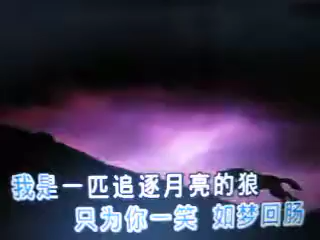 我是一匹追逐月亮的狼
只为你一笑 如梦回肠